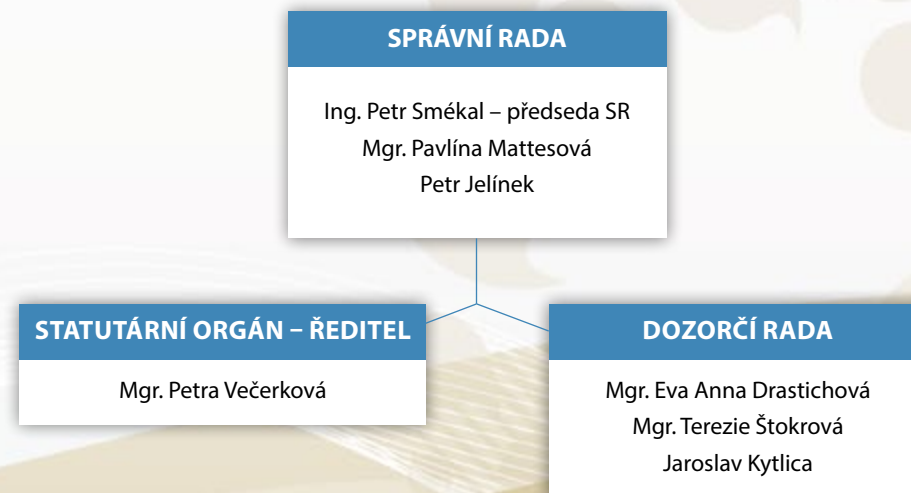 SPRÁVNÍ RADA
Ing. Petr Smékal – předseda SR
Mgr. Pavlína Mattesová
Petr Jelínek
STATUTÁRNÍ ORGÁN – ŘEDITEL
Mgr. Petra Večerková
DOZORČÍ RADA
Mgr. Eva Anna Drastichová
Mgr. Terezie Štokrová
Jaroslav Kytlica